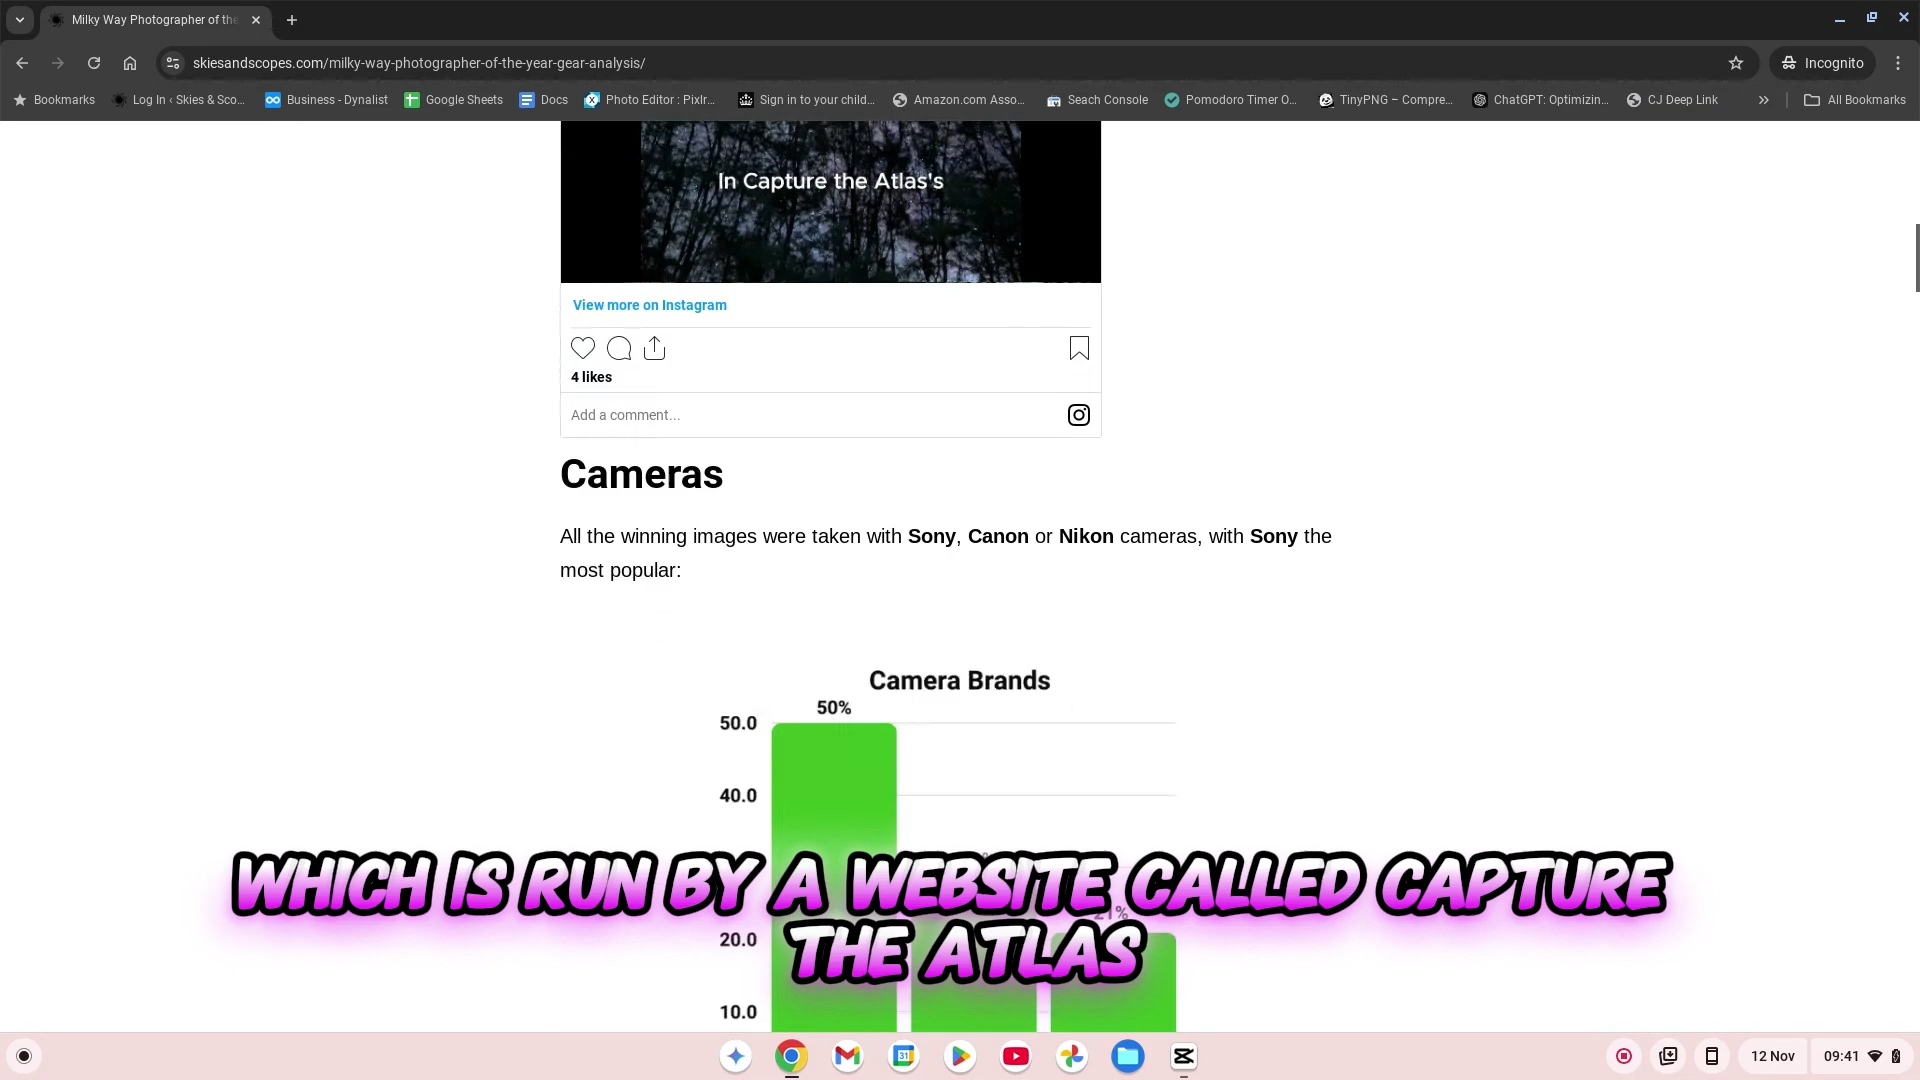 Milky Way Photographer of the
skiesandscopes.com/milky-way-photographer-of-the-year-gear-analysis/
Incognito
Bookmarks
Log In ‹ Skies & Sco...
Business - Dynalist
Google Sheets
Docs
Photo Editor : Pixlr...
Sign in to your child...
Amazon.com Asso...
Seach Console
Pomodoro Timer O...
TinyPNG – Compre...
ChatGPT: Optimizin...
CJ Deep Link
All Bookmarks
In Capture the Atlas's
View more on Instagram
4 likes
Add a comment...
Cameras
All the winning images were taken with Sony, Canon or Nikon cameras, with Sony the
most popular:
Camera Brands
50%
50.0
40.0
WHICH IS RUN BY A WEBSITE CALLED CAPTURE
THE ATLAS
21%
20.0
10.0
31
12 Nov
09:41